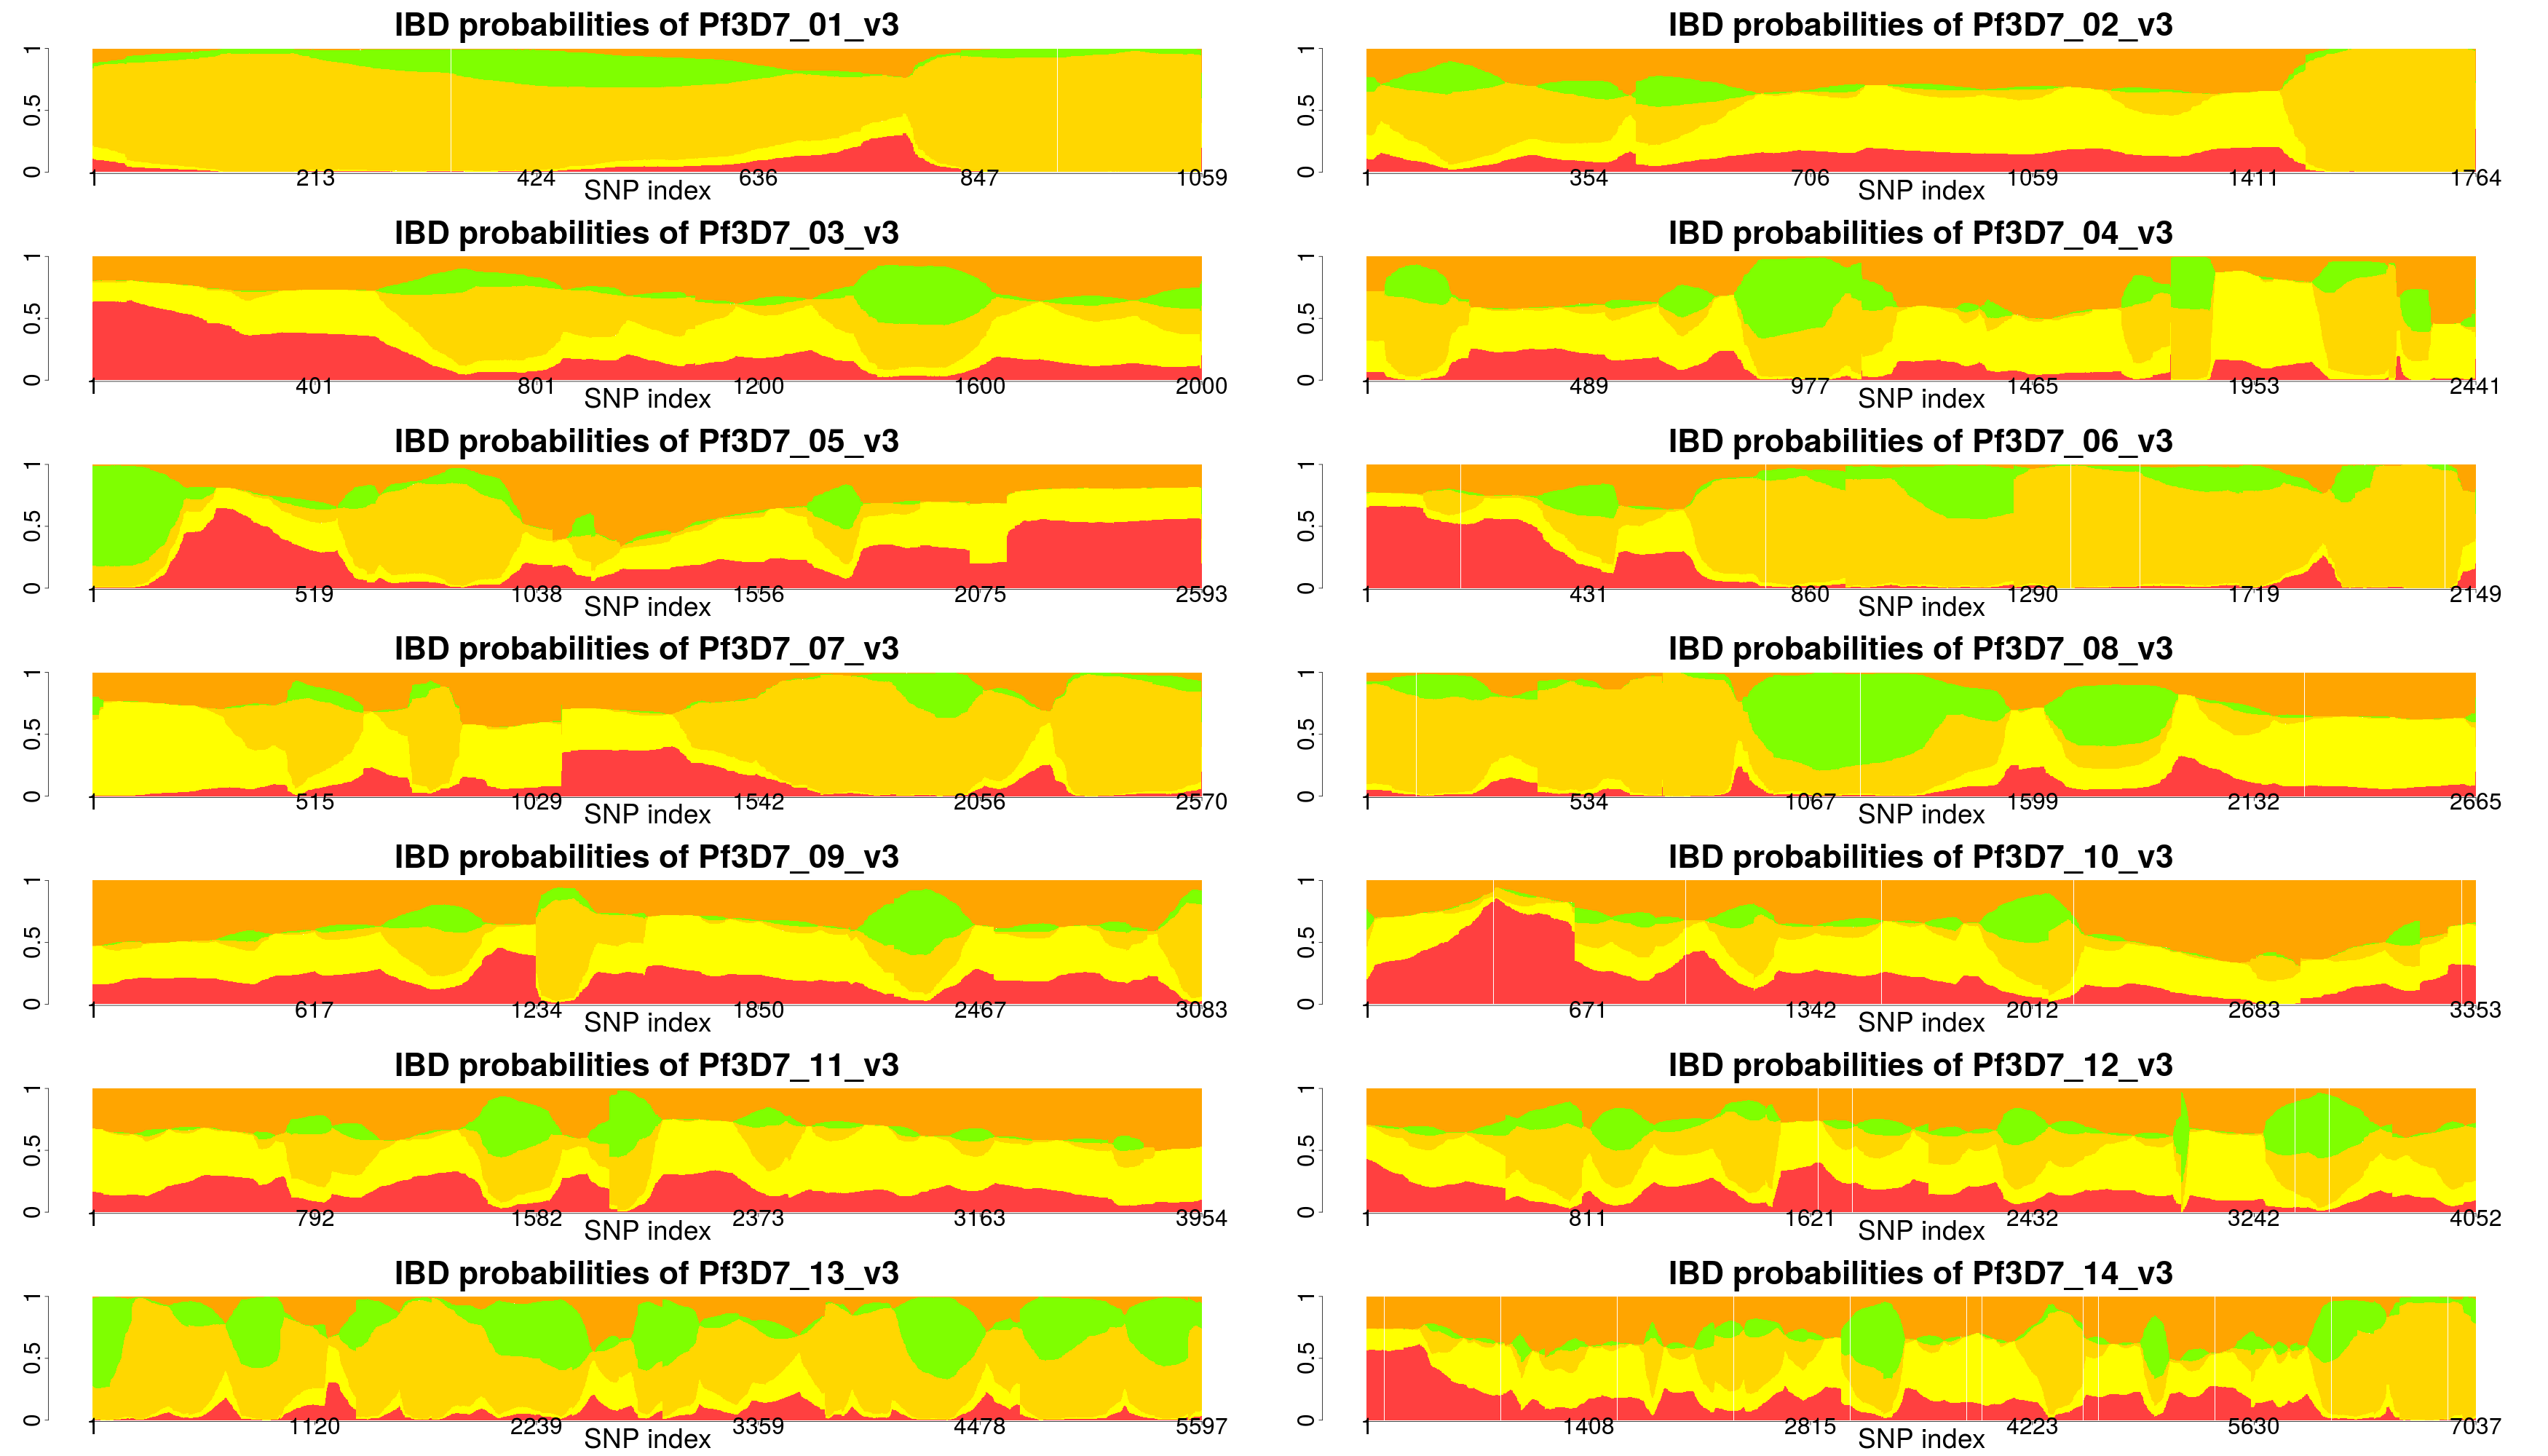 IBD probabilities of Pf3D7_01_v3
0 0.5 1
1 213 424 636 847 1059
SNP index
IBD probabilities of Pf3D7_02_v3
0 0.5 1
1 354 706 1059 1411 1764
SNP index
IBD probabilities of Pf3D7_03_v3
0 0.5 1
1 401 801 1200 1600 2000
SNP index
IBD probabilities of Pf3D7_04_v3
0 0.5 1
1 489 977 1465 1953 2441
SNP index
IBD probabilities of Pf3D7_05_v3
0 0.5 1
1 519 1038 1556 2075 2593
SNP index
IBD probabilities of Pf3D7_06_v3
0 0.5 1
1 431 860 1290 1719 2149
SNP index
IBD probabilities of Pf3D7_07_v3
0 0.5 1
1 515 1029 1542 2056 2570
SNP index
IBD probabilities of Pf3D7_08_v3
0 0.5 1
1 534 1067 1599 2132 2665
SNP index
IBD probabilities of Pf3D7_09_v3
0 0.5 1
1 617 1234 1850 2467 3083
SNP index
IBD probabilities of Pf3D7_10_v3
0 0.5 1
1 671 1342 2012 2683 3353
SNP index
IBD probabilities of Pf3D7_11_v3
0 0.5 1
1 792 1582 2373 3163 3954
SNP index
IBD probabilities of Pf3D7_12_v3
0 0.5 1
1 811 1621 2432 3242 4052
SNP index
IBD probabilities of Pf3D7_13_v3
0 0.5 1
1 1120 2239 3359 4478 5597
SNP index
IBD probabilities of Pf3D7_14_v3
0 0.5 1
1 1408 2815 4223 5630 7037
SNP index